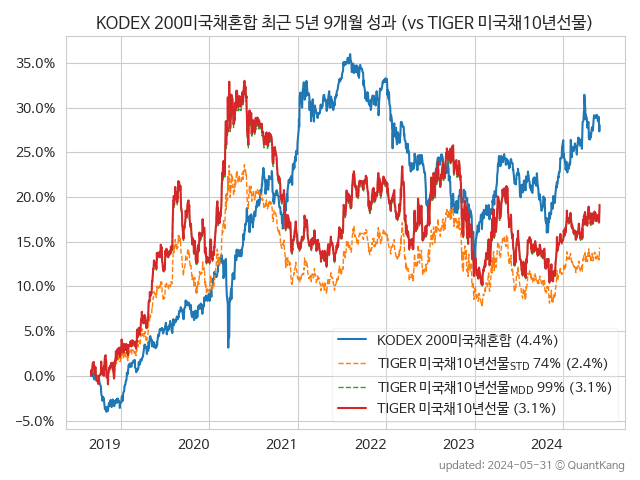 KODEX 200미국채혼합 최근 5년 9개월 성과 (vs TIGER 미국채10년선물)
35.0%
30.0%
25.0%
20.0%
15.0%
10.0%
5.0%
0.0%
−5.0%
KODEX 200미국채혼합 (4.4%)
TIGER 미국채10년선물STD 74% (2.4%)
TIGER 미국채10년선물MDD 99% (3.1%)
TIGER 미국채10년선물 (3.1%)
2019 2020 2021 2022 2023 2024
updated: 2024-05-31 © QuantKang